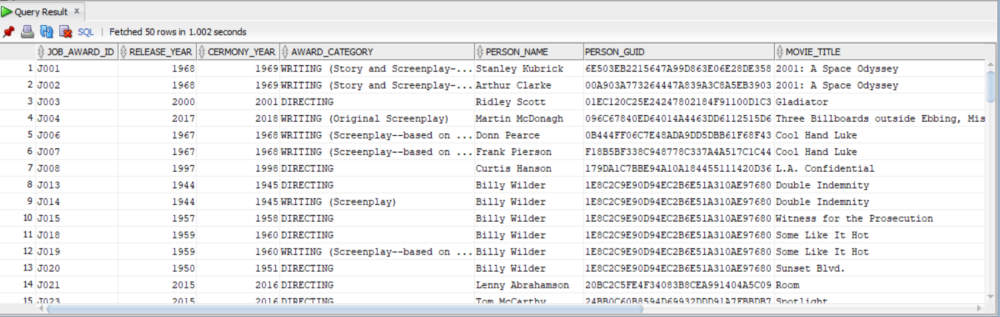 Query Result x
SQL | Fetched 50 rows in 1.002 seconds
JOB_AWARD_ID RELEASE_YEAR CERMONY_YEAR AWARD_CATEGORY PERSON_NAME PERSON_GUID MOVIE_TITLE
1 J001 1968 1969 WRITING (Story and Screenplay-... Stanley Kubrick 6E503EB2215647A99D863E06E28DE358 2001: A Space Odyssey
2 J002 1968 1969 WRITING (Story and Screenplay-... Arthur Clarke 00A903A773264447A839A3C8A5EB3903 2001: A Space Odyssey
3 J003 2000 2001 DIRECTING Ridley Scott 01EC120C25E24247802184F91100D1C3 Gladiator
4 J004 2017 2018 WRITING (Original Screenplay) Martin McDonagh 096C67840ED64014A4463DD6112515D6 Three Billboards outside Ebbing, Mis
5 J006 1967 1968 WRITING (Screenplay--based on ... Donn Pearce 0B444FF06C7E48ADA9DD5DBB61F68F43 Cool Hand Luke
6 J007 1967 1968 WRITING (Screenplay--based on ... Frank Pierson F18B5BF338C948778C337A4A517C1C44 Cool Hand Luke
7 J008 1997 1998 DIRECTING Curtis Hanson 179DA1C7BBE94A10A184455111420D36 L.A. Confidential
8 J013 1944 1945 DIRECTING Billy Wilder 1E8C2C9E90D94EC2B6E51A310AE97680 Double Indemnity
9 J014 1944 1945 WRITING (Screenplay) Billy Wilder 1E8C2C9E90D94EC2B6E51A310AE97680 Double Indemnity
10 J015 1957 1958 DIRECTING Billy Wilder 1E8C2C9E90D94EC2B6E51A310AE97680 Witness for the Prosecution
11 J018 1959 1960 DIRECTING Billy Wilder 1E8C2C9E90D94EC2B6E51A310AE97680 Some Like It Hot
12 J019 1959 1960 WRITING (Screenplay--based on ... Billy Wilder 1E8C2C9E90D94EC2B6E51A310AE97680 Some Like It Hot
13 J020 1950 1951 DIRECTING Billy Wilder 1E8C2C9E90D94EC2B6E51A310AE97680 Sunset Blvd.
14 J021 2015 2016 DIRECTING Lenny Abrahamson 20BC2C5FE4F34083B8CEA991404A5C09 Room
15 J023 2015 2016 DIRECTING Tom McCarthy 24BB0C60B8594D69932DDD91A7FBBDB7 Spotlight